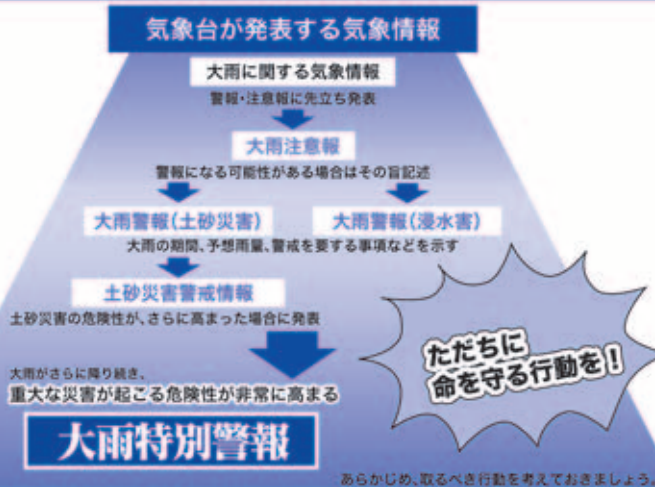 気象台が発表する気象情報
大雨に関する気象情報
警報・注意報に先立ち発表
大雨注意報
警報になる可能性がある場合はその旨記述
大雨警報(土砂災害)
大雨警報(浸水害)
大雨の期間、予想雨量、警戒を要する事項などを示す
土砂災害警戒情報
土砂災害の危険性が、さらに高まった場合に発表
大雨がさらに降り続き、
重大な災害が起こる危険性が非常に高まる
大雨特別警報
ただちに
命を守る行動を!
あらかじめ、取るべき行動を考えておきましょう。